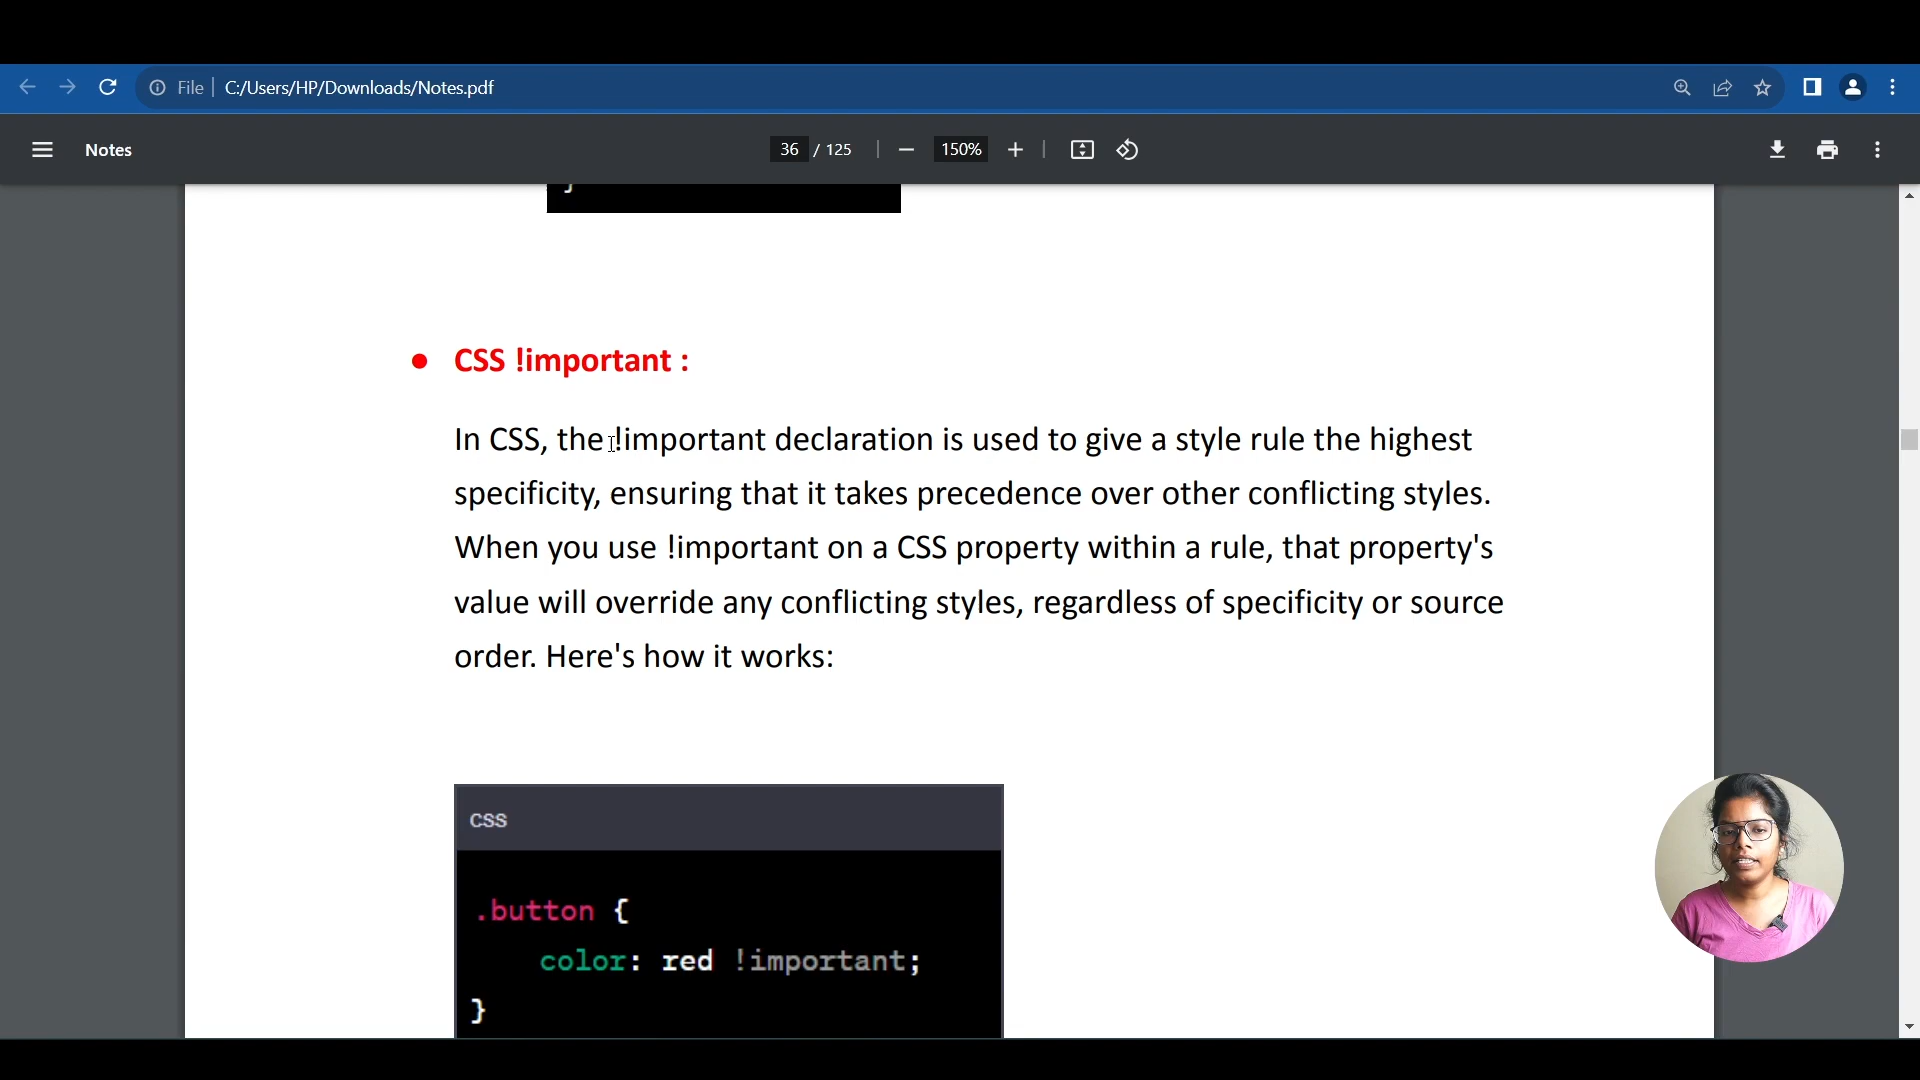 File C:/Users/HP/Downloads/Notes.pdf
Notes 36 / 125 150%
}
● CSS !important :
In CSS, the !important declaration is used to give a style rule the highest
specificity, ensuring that it takes precedence over other conflicting styles.
When you use !important on a CSS property within a rule, that property's
value will override any conflicting styles, regardless of specificity or source
order. Here's how it works:
css
.button {
color: red !important;
}